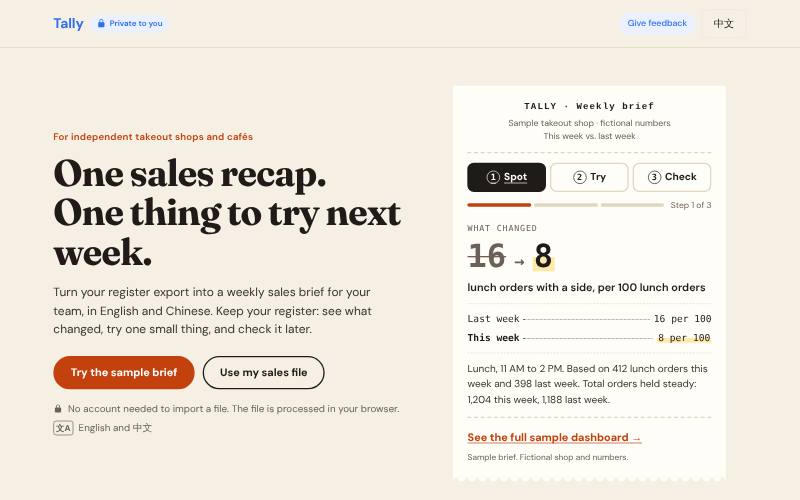 Tally
Private to you
Give feedback
中文
For independent takeout shops and cafés
One sales recap.
One thing to try next
week.
Turn your register export into a weekly sales brief for your
team, in English and Chinese. Keep your register: see what
changed, try one small thing, and check it later.
Try the sample brief
Use my sales file
No account needed to import a file. The file is processed in your browser.
文A English and 中文
TALLY · Weekly brief
Sample takeout shop · fictional numbers
This week vs. last week
1 Spot
2 Try
3 Check
Step 1 of 3
WHAT CHANGED
16 → 8
lunch orders with a side, per 100 lunch orders
Last week 16 per 100
This week 8 per 100
Lunch, 11 AM to 2 PM. Based on 412 lunch orders this
week and 398 last week. Total orders held steady:
1,204 this week, 1,188 last week.
See the full sample dashboard →
Sample brief. Fictional shop and numbers.